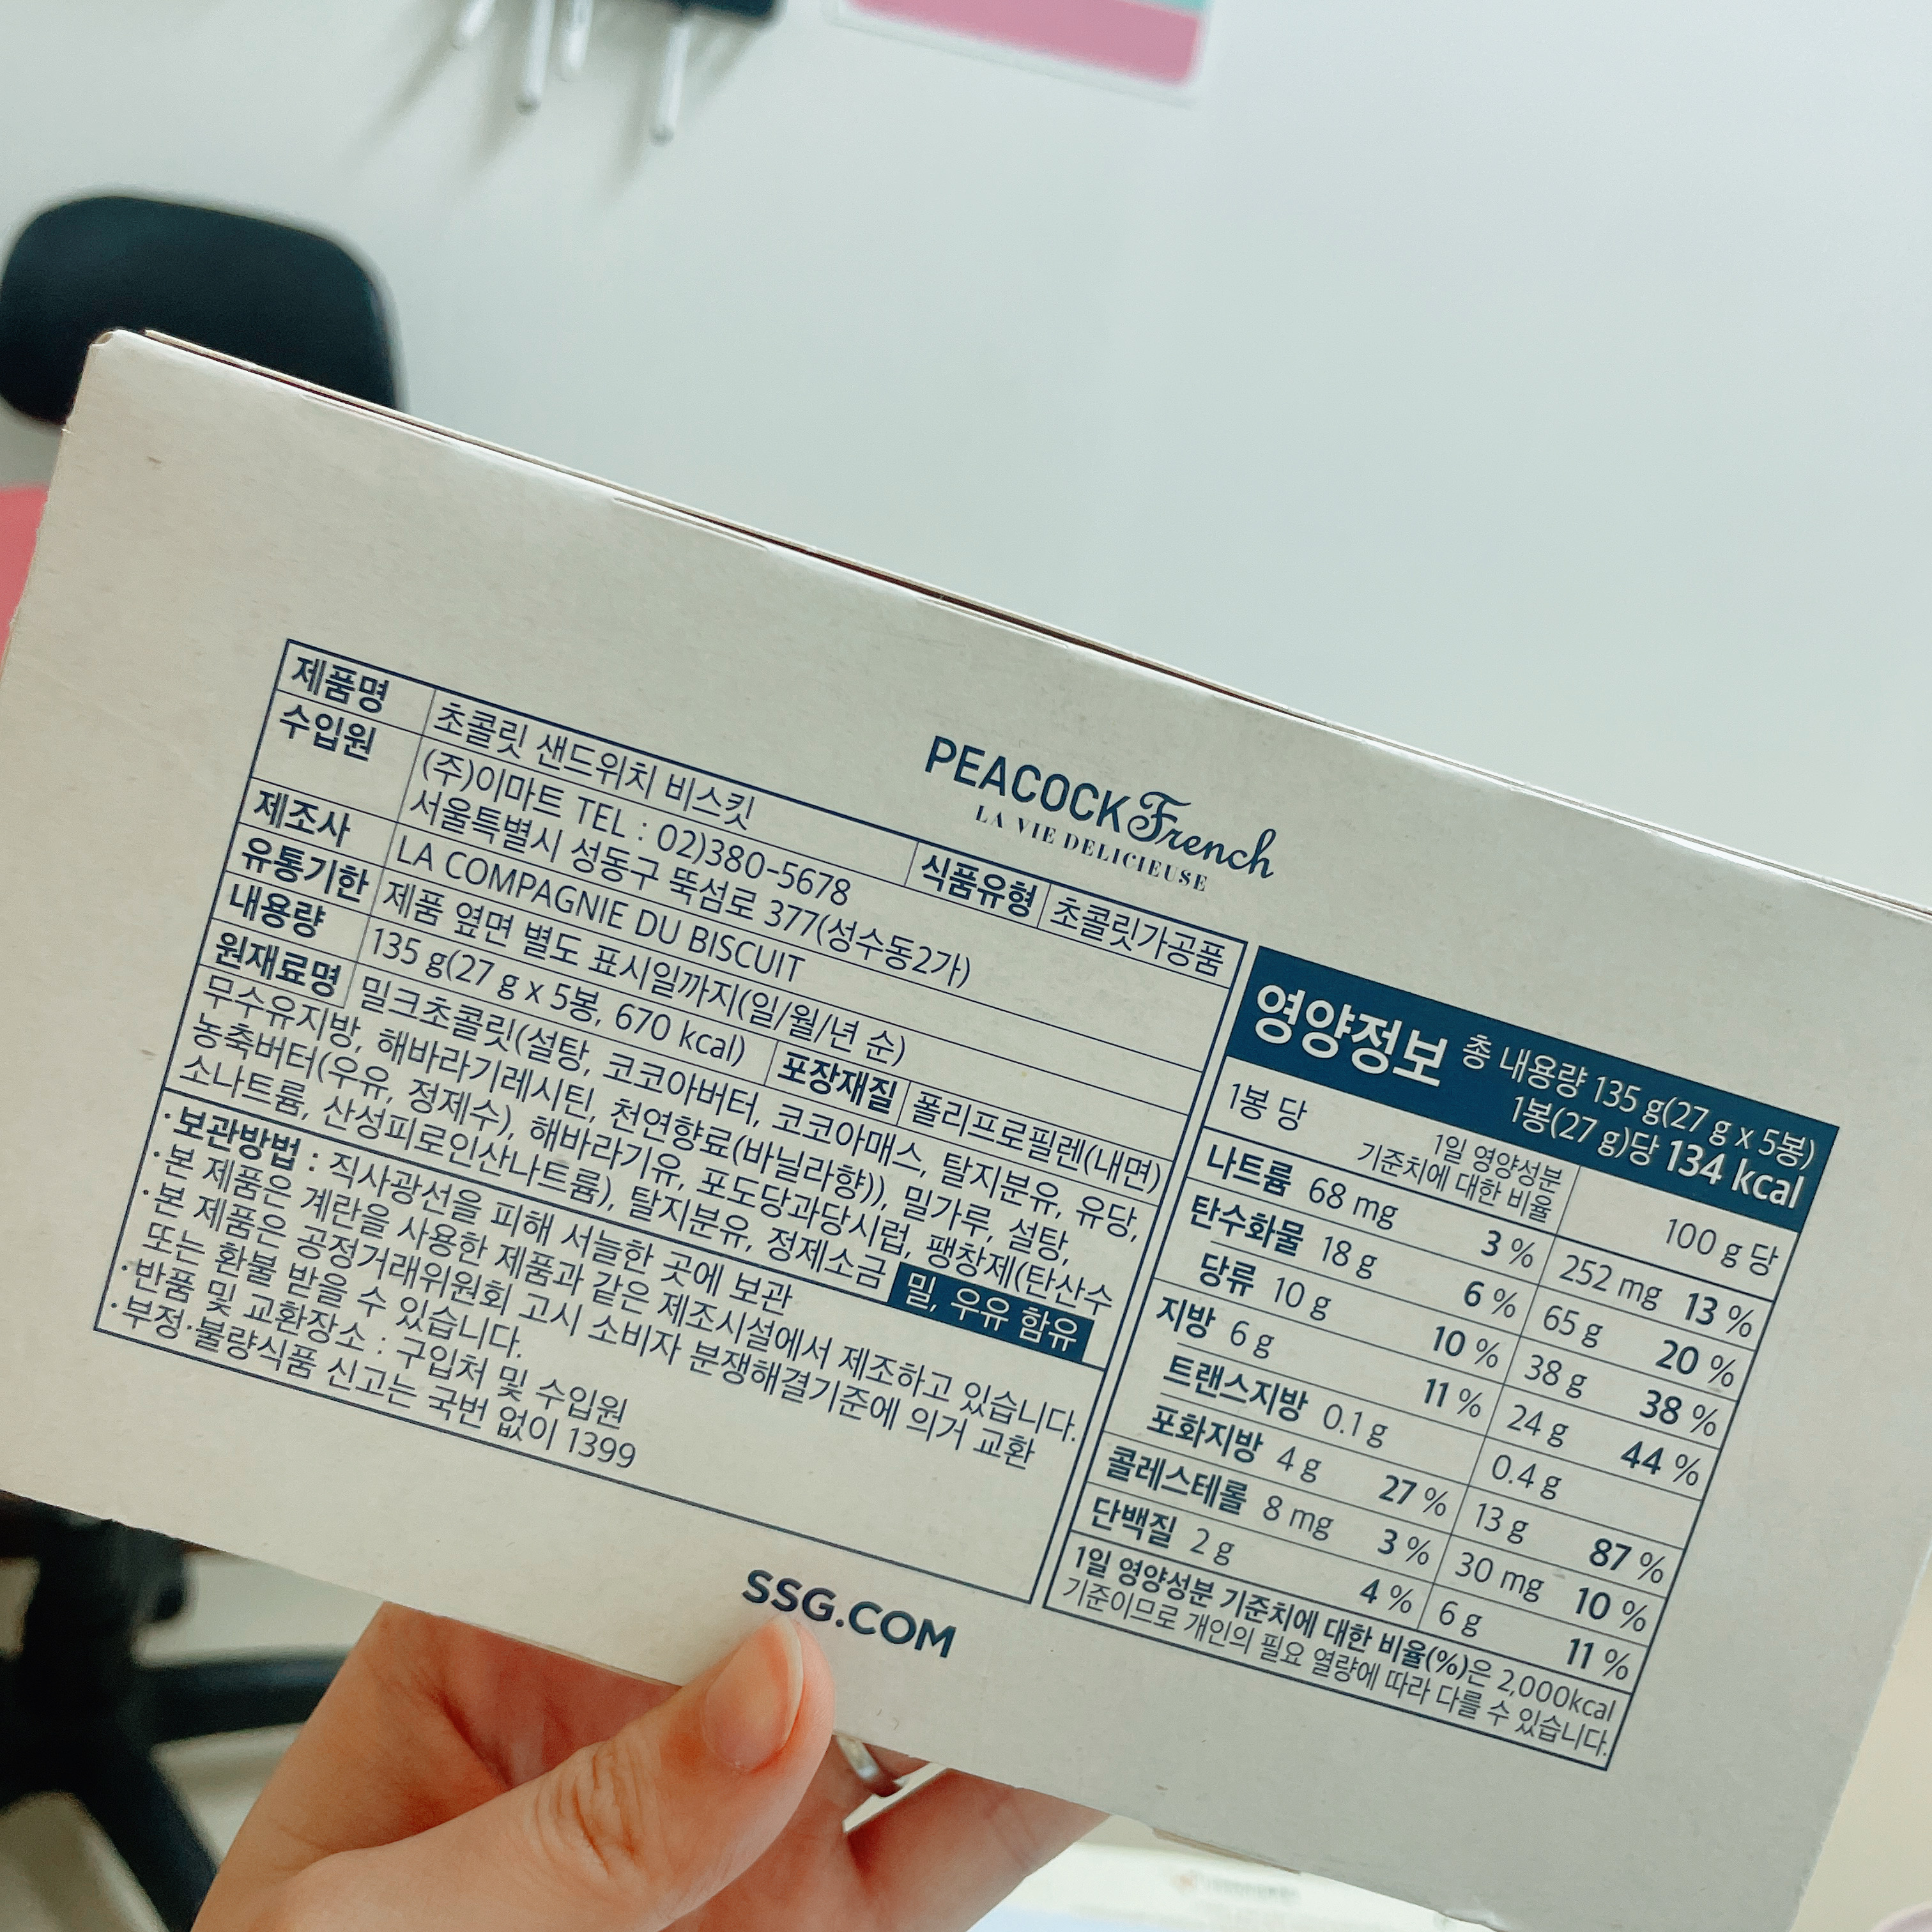 PEACOCK French
LA VIE DELICIEUSE
제품명 초콜릿 샌드위치 비스킷 식품유형 초콜릿가공품
수입원 (주)이마트 TEL : 02)380-5678
서울특별시 성동구 뚝섬로 377(성수동2가)
제조사 LA COMPAGNIE DU BISCUIT
유통기한 제품 옆면 별도 표시일까지(일/월/년 순)
내용량 135 g(27 g x 5봉, 670 kcal) 포장재질 폴리프로필렌(내면)
원재료명 밀크초콜릿(설탕, 코코아버터, 코코아매스, 탈지분유, 유당,
무수유지방, 해바라기레시틴, 천연향료(바닐라향)), 밀가루, 설탕,
농축버터(우유, 정제수), 해바라기유, 포도당과당시럽, 팽창제(탄산수
소나트륨, 산성피로인산나트륨), 탈지분유, 정제소금 밀, 우유 함유
·보관방법 : 직사광선을 피해 서늘한 곳에 보관
·본 제품은 계란을 사용한 제품과 같은 제조시설에서 제조하고 있습니다.
·본 제품은 공정거래위원회 고시 소비자 분쟁해결기준에 의거 교환
또는 환불 받을 수 있습니다.
·반품 및 교환장소 : 구입처 및 수입원
·부정·불량식품 신고는 국번 없이 1399
영양정보 총 내용량 135 g(27 g x 5봉)
1봉(27 g)당 134 kcal
1봉 당 1일 영양성분
기준치에 대한 비율 100 g 당
나트륨 68 mg 3 % 252 mg 13 %
탄수화물 18 g 6 % 65 g 20 %
당류 10 g 10 % 38 g 38 %
지방 6 g 11 % 24 g 44 %
트랜스지방 0.1 g 0.4 g
포화지방 4 g 27 % 13 g 87 %
콜레스테롤 8 mg 3 % 30 mg 10 %
단백질 2 g 4 % 6 g 11 %
1일 영양성분 기준치에 대한 비율(%)은 2,000kcal
기준이므로 개인의 필요 열량에 따라 다를 수 있습니다.
SSG.COM